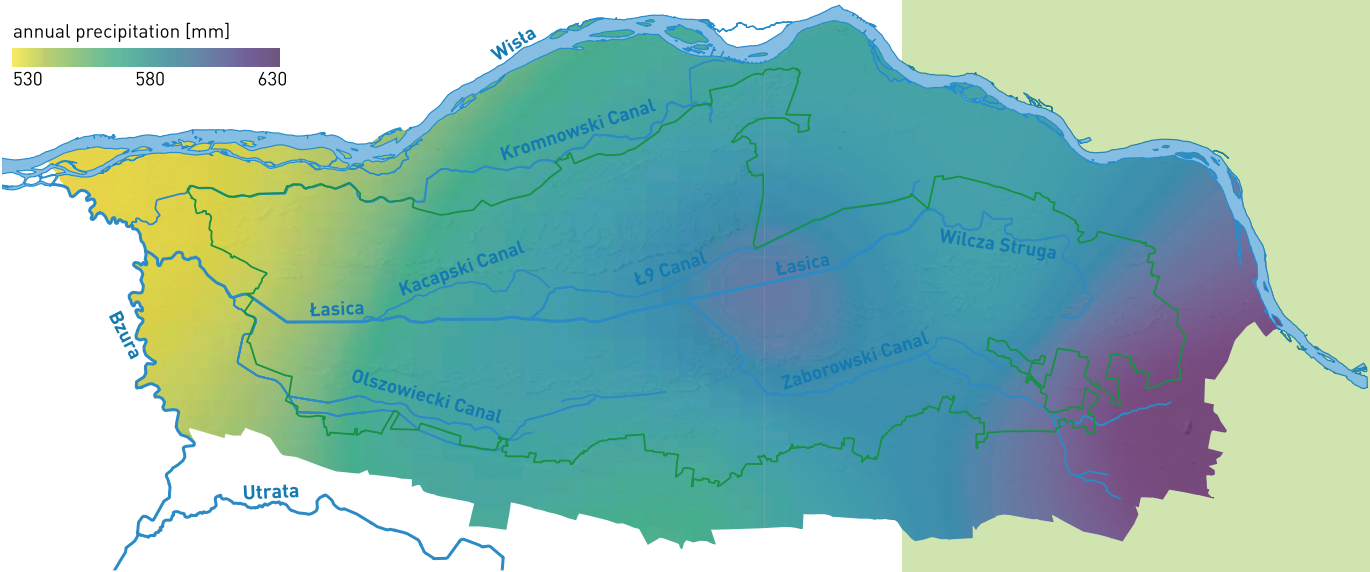 annual precipitation [mm]
530 580 630
Wisła
Kromnowski Canal
Kacapski Canal
Ł9 Canal
Łasica
Wilcza Struga
Łasica
Bzura
Zaborowski Canal
Olszowiecki Canal
Utrata